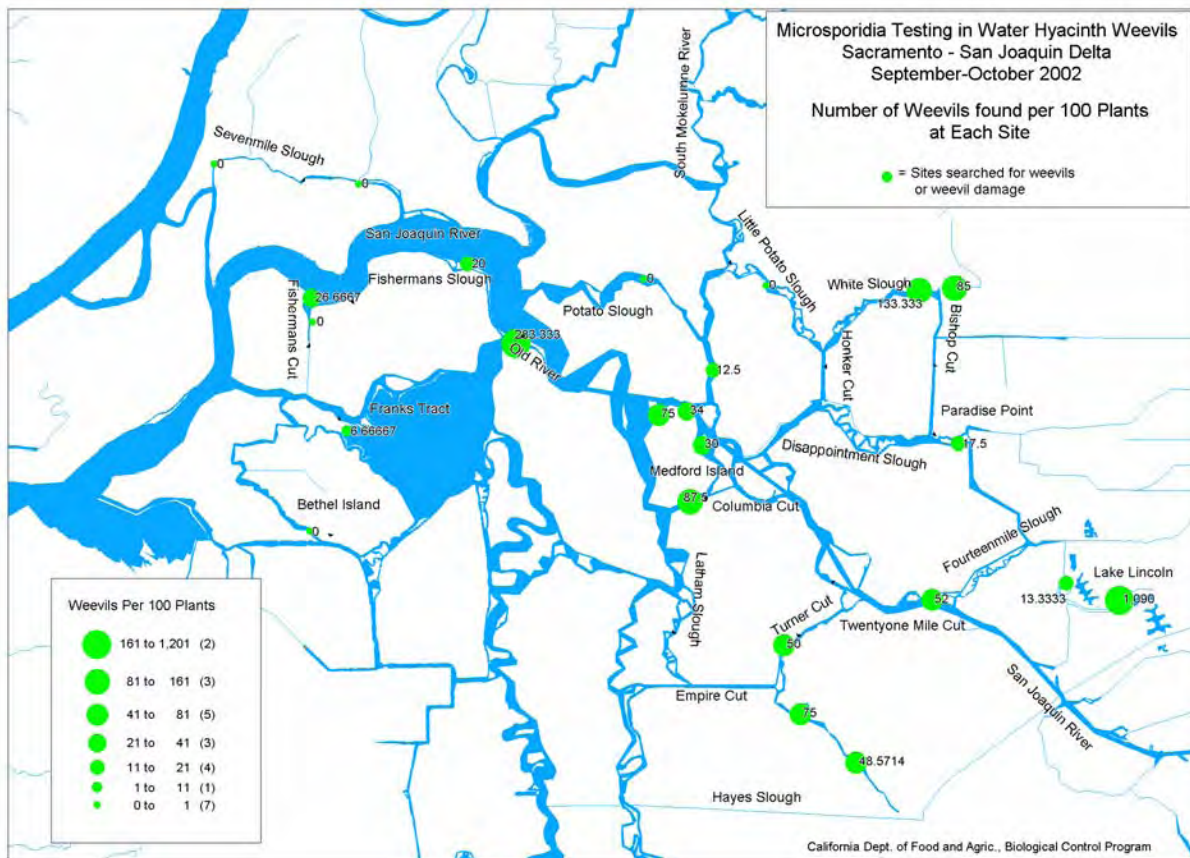 Microsporidia Testing in Water Hyacinth Weevils
Sacramento - San Joaquin Delta
September-October 2002
Number of Weevils found per 100 Plants
at Each Site
= Sites searched for weevils
or weevil damage
South Mokelumne River
Sevenmile Slough
0
0
San Joaquin River
20
Fishermans Slough
26.6667
0
Fishermans Cut
283.333
Old River
0
Potato Slough
Little Potato Slough
0
White Slough
133.333
85
Bishop Cut
Honker Cut
12.5
Franks Tract
6.66667
75
34
30
Paradise Point
17.5
Disappointment Slough
Medford Island
87.5
Columbia Cut
Bethel Island
0
Latham Slough
Fourteenmile Slough
Lake Lincoln
13.3333
1,090
52
Twentyone Mile Cut
Turner Cut
50
San Joaquin River
Empire Cut
75
48.5714
Hayes Slough
Weevils Per 100 Plants
161 to 1,201 (2)
81 to 161 (3)
41 to 81 (5)
21 to 41 (3)
11 to 21 (4)
1 to 11 (1)
0 to 1 (7)
California Dept. of Food and Agric., Biological Control Program